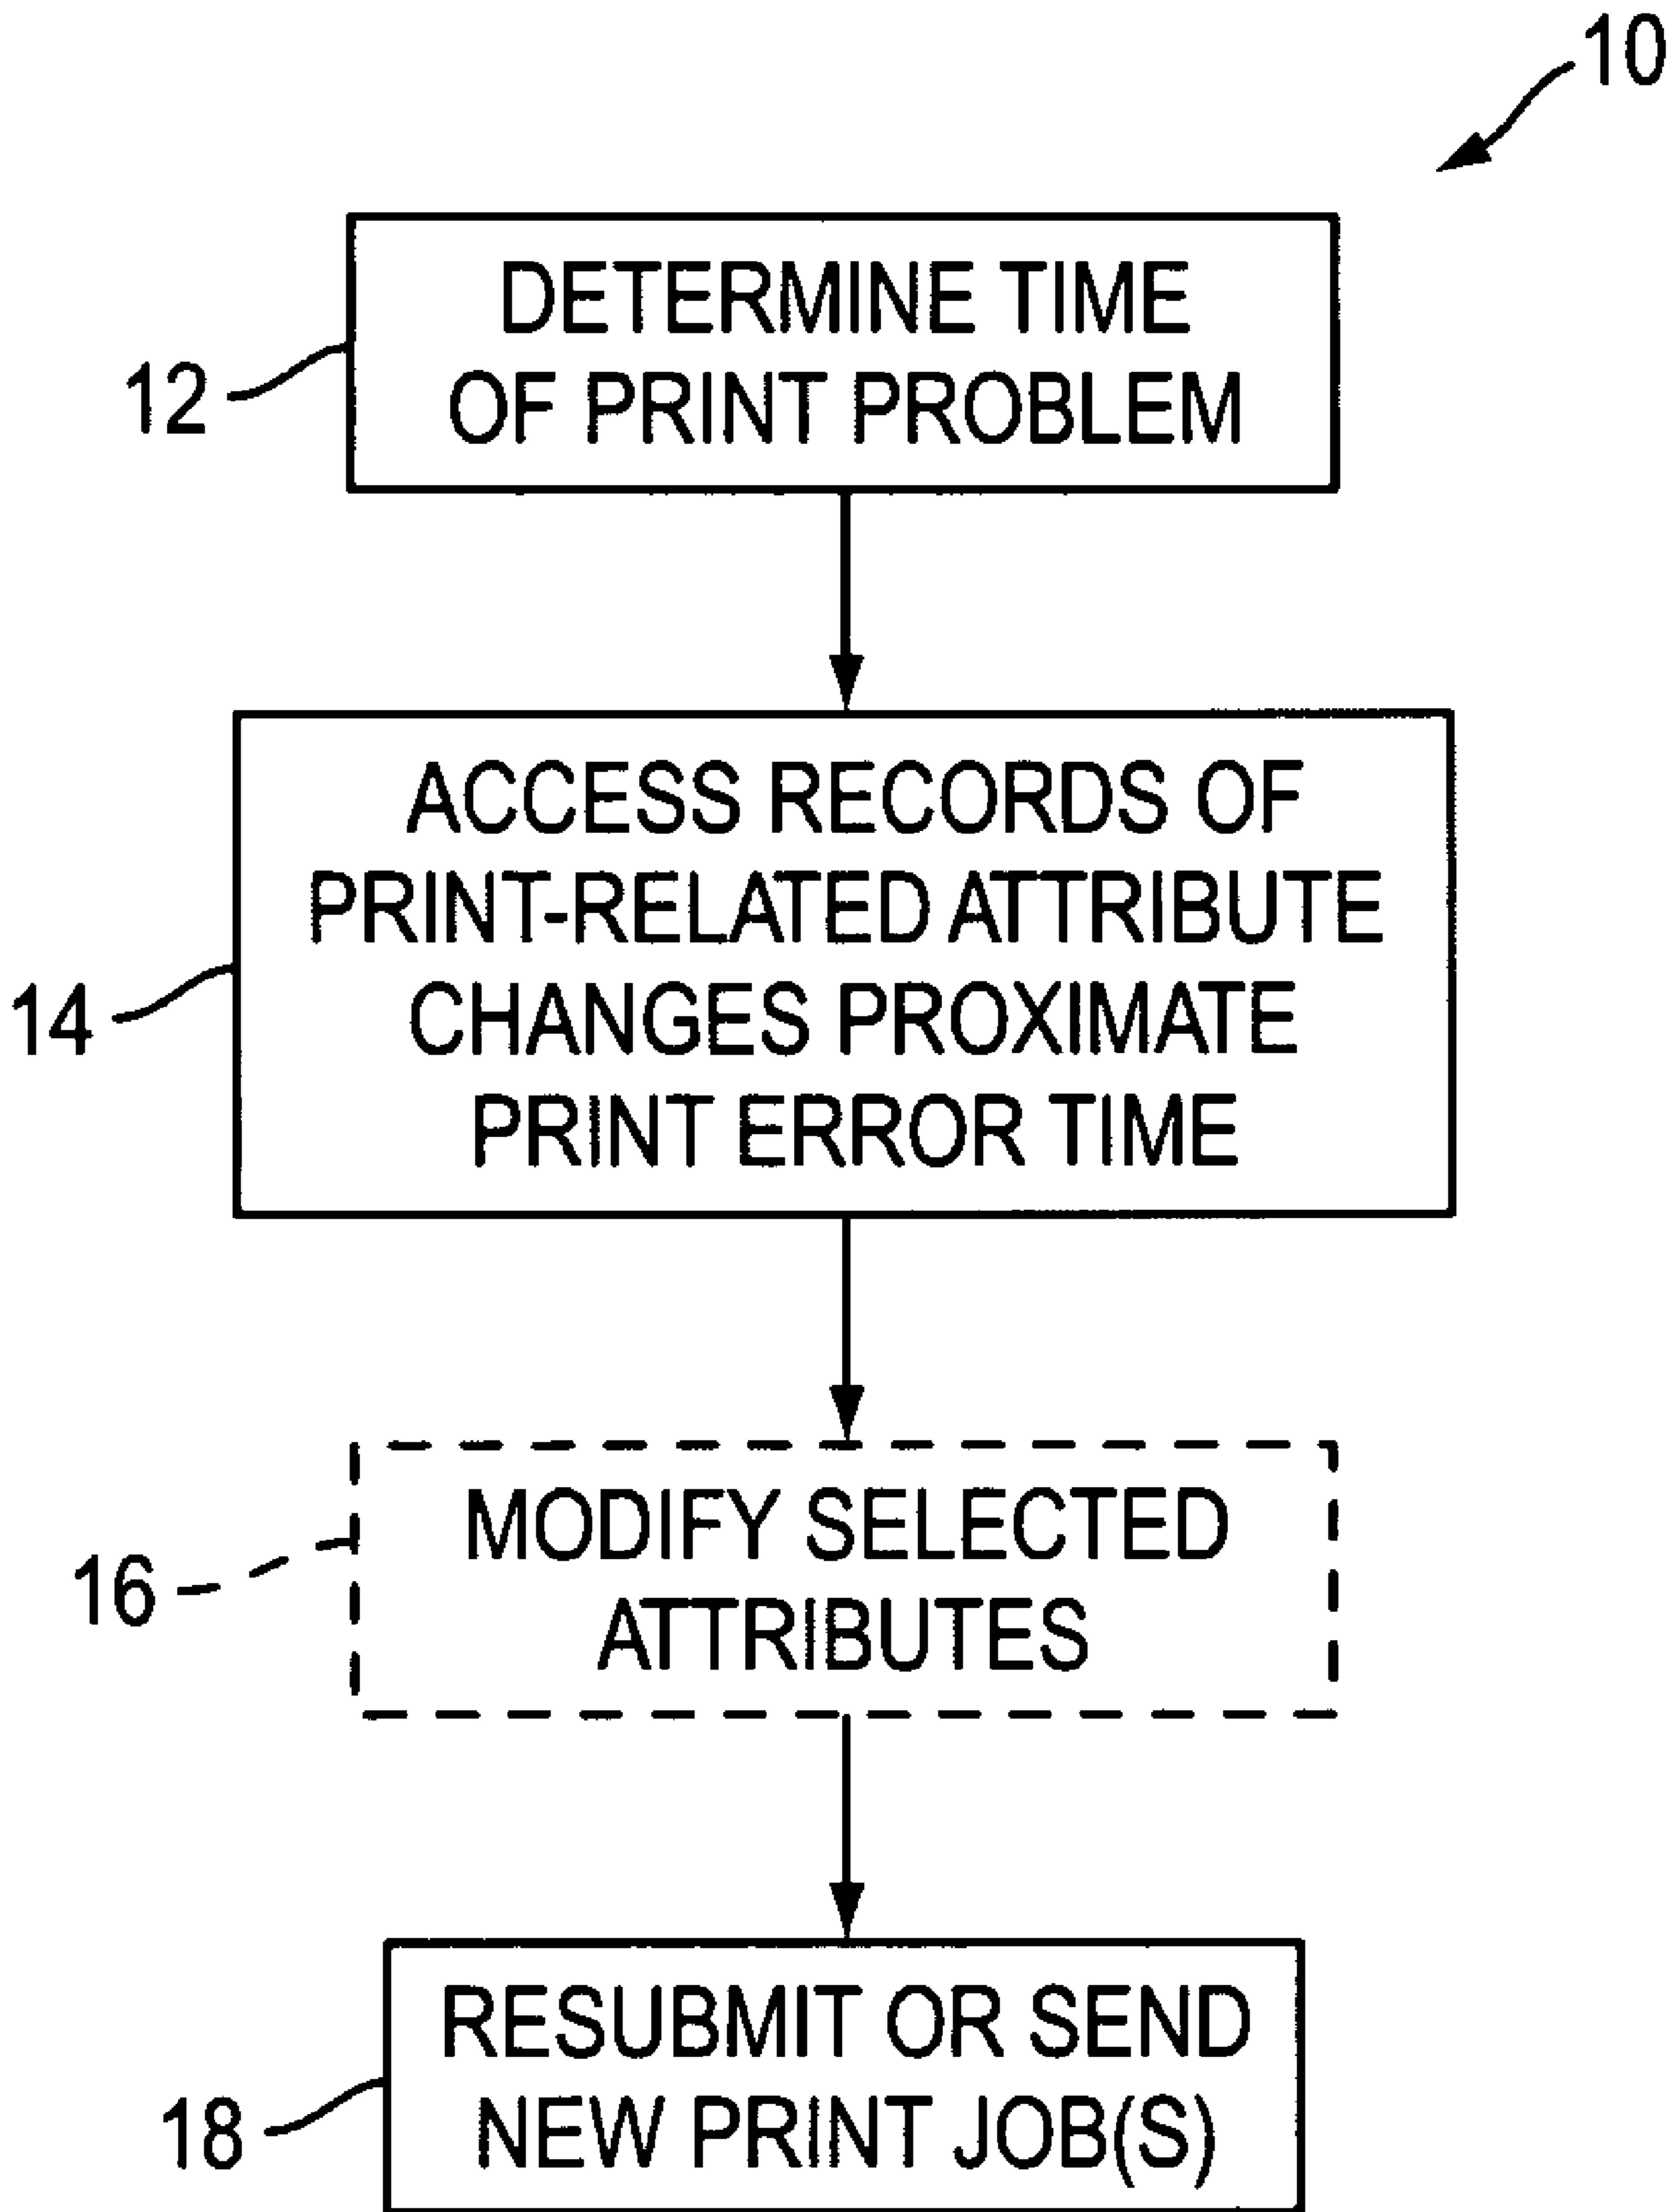 10
12
DETERMINE TIME
OF PRINT PROBLEM
14
ACCESS RECORDS OF
PRINT-RELATED ATTRIBUTE
CHANGES PROXIMATE
PRINT ERROR TIME
16
MODIFY SELECTED
ATTRIBUTES
18
RESUBMIT OR SEND
NEW PRINT JOB(S)